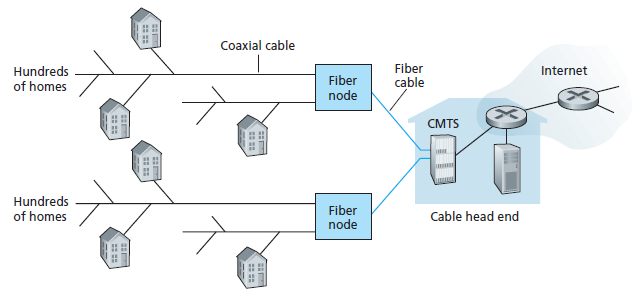 Coaxial cable
Hundreds
of homes
Fiber
node
Fiber
cable
Internet
CMTS
Hundreds
of homes
Fiber
node
Cable head end